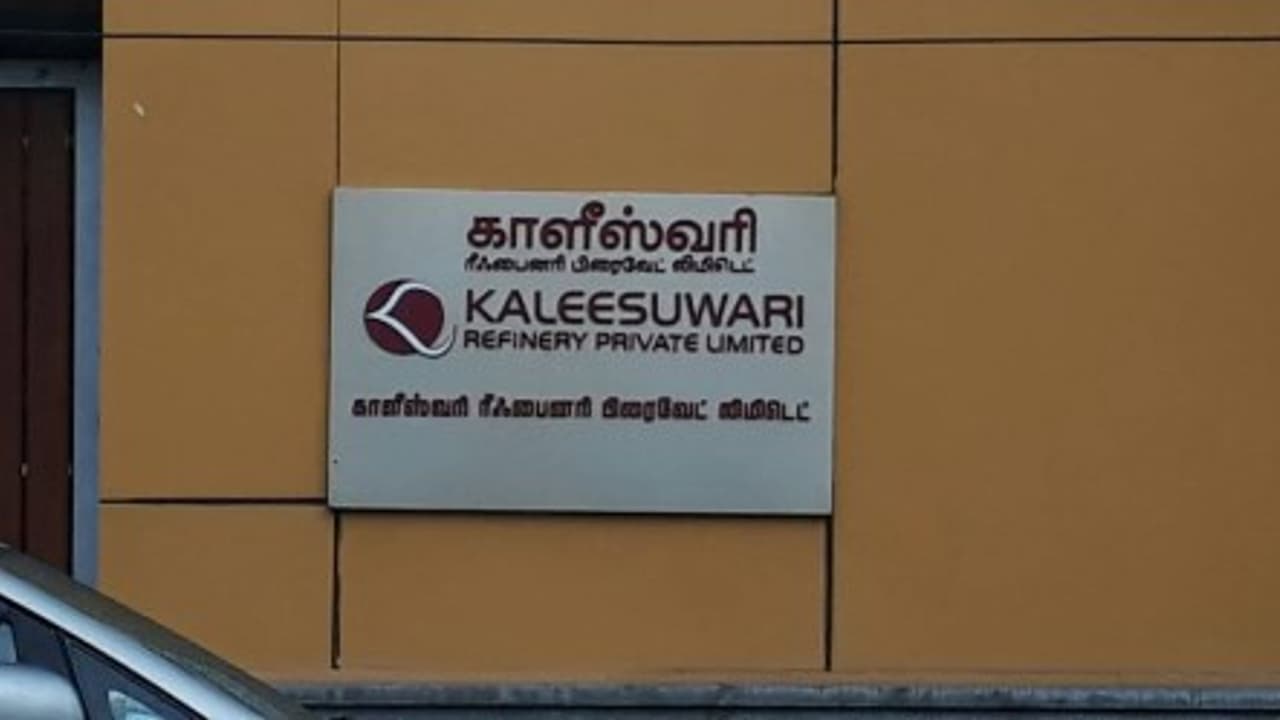 காளீஸ்வரி
ரீஃபைனரி பிரைவேட் லிமிடெட்
KALEESUWARI
REFINERY PRIVATE LIMITED
காளீஸ்வரி ரீஃபைனரி பிரைவேட் லிமிடெட்